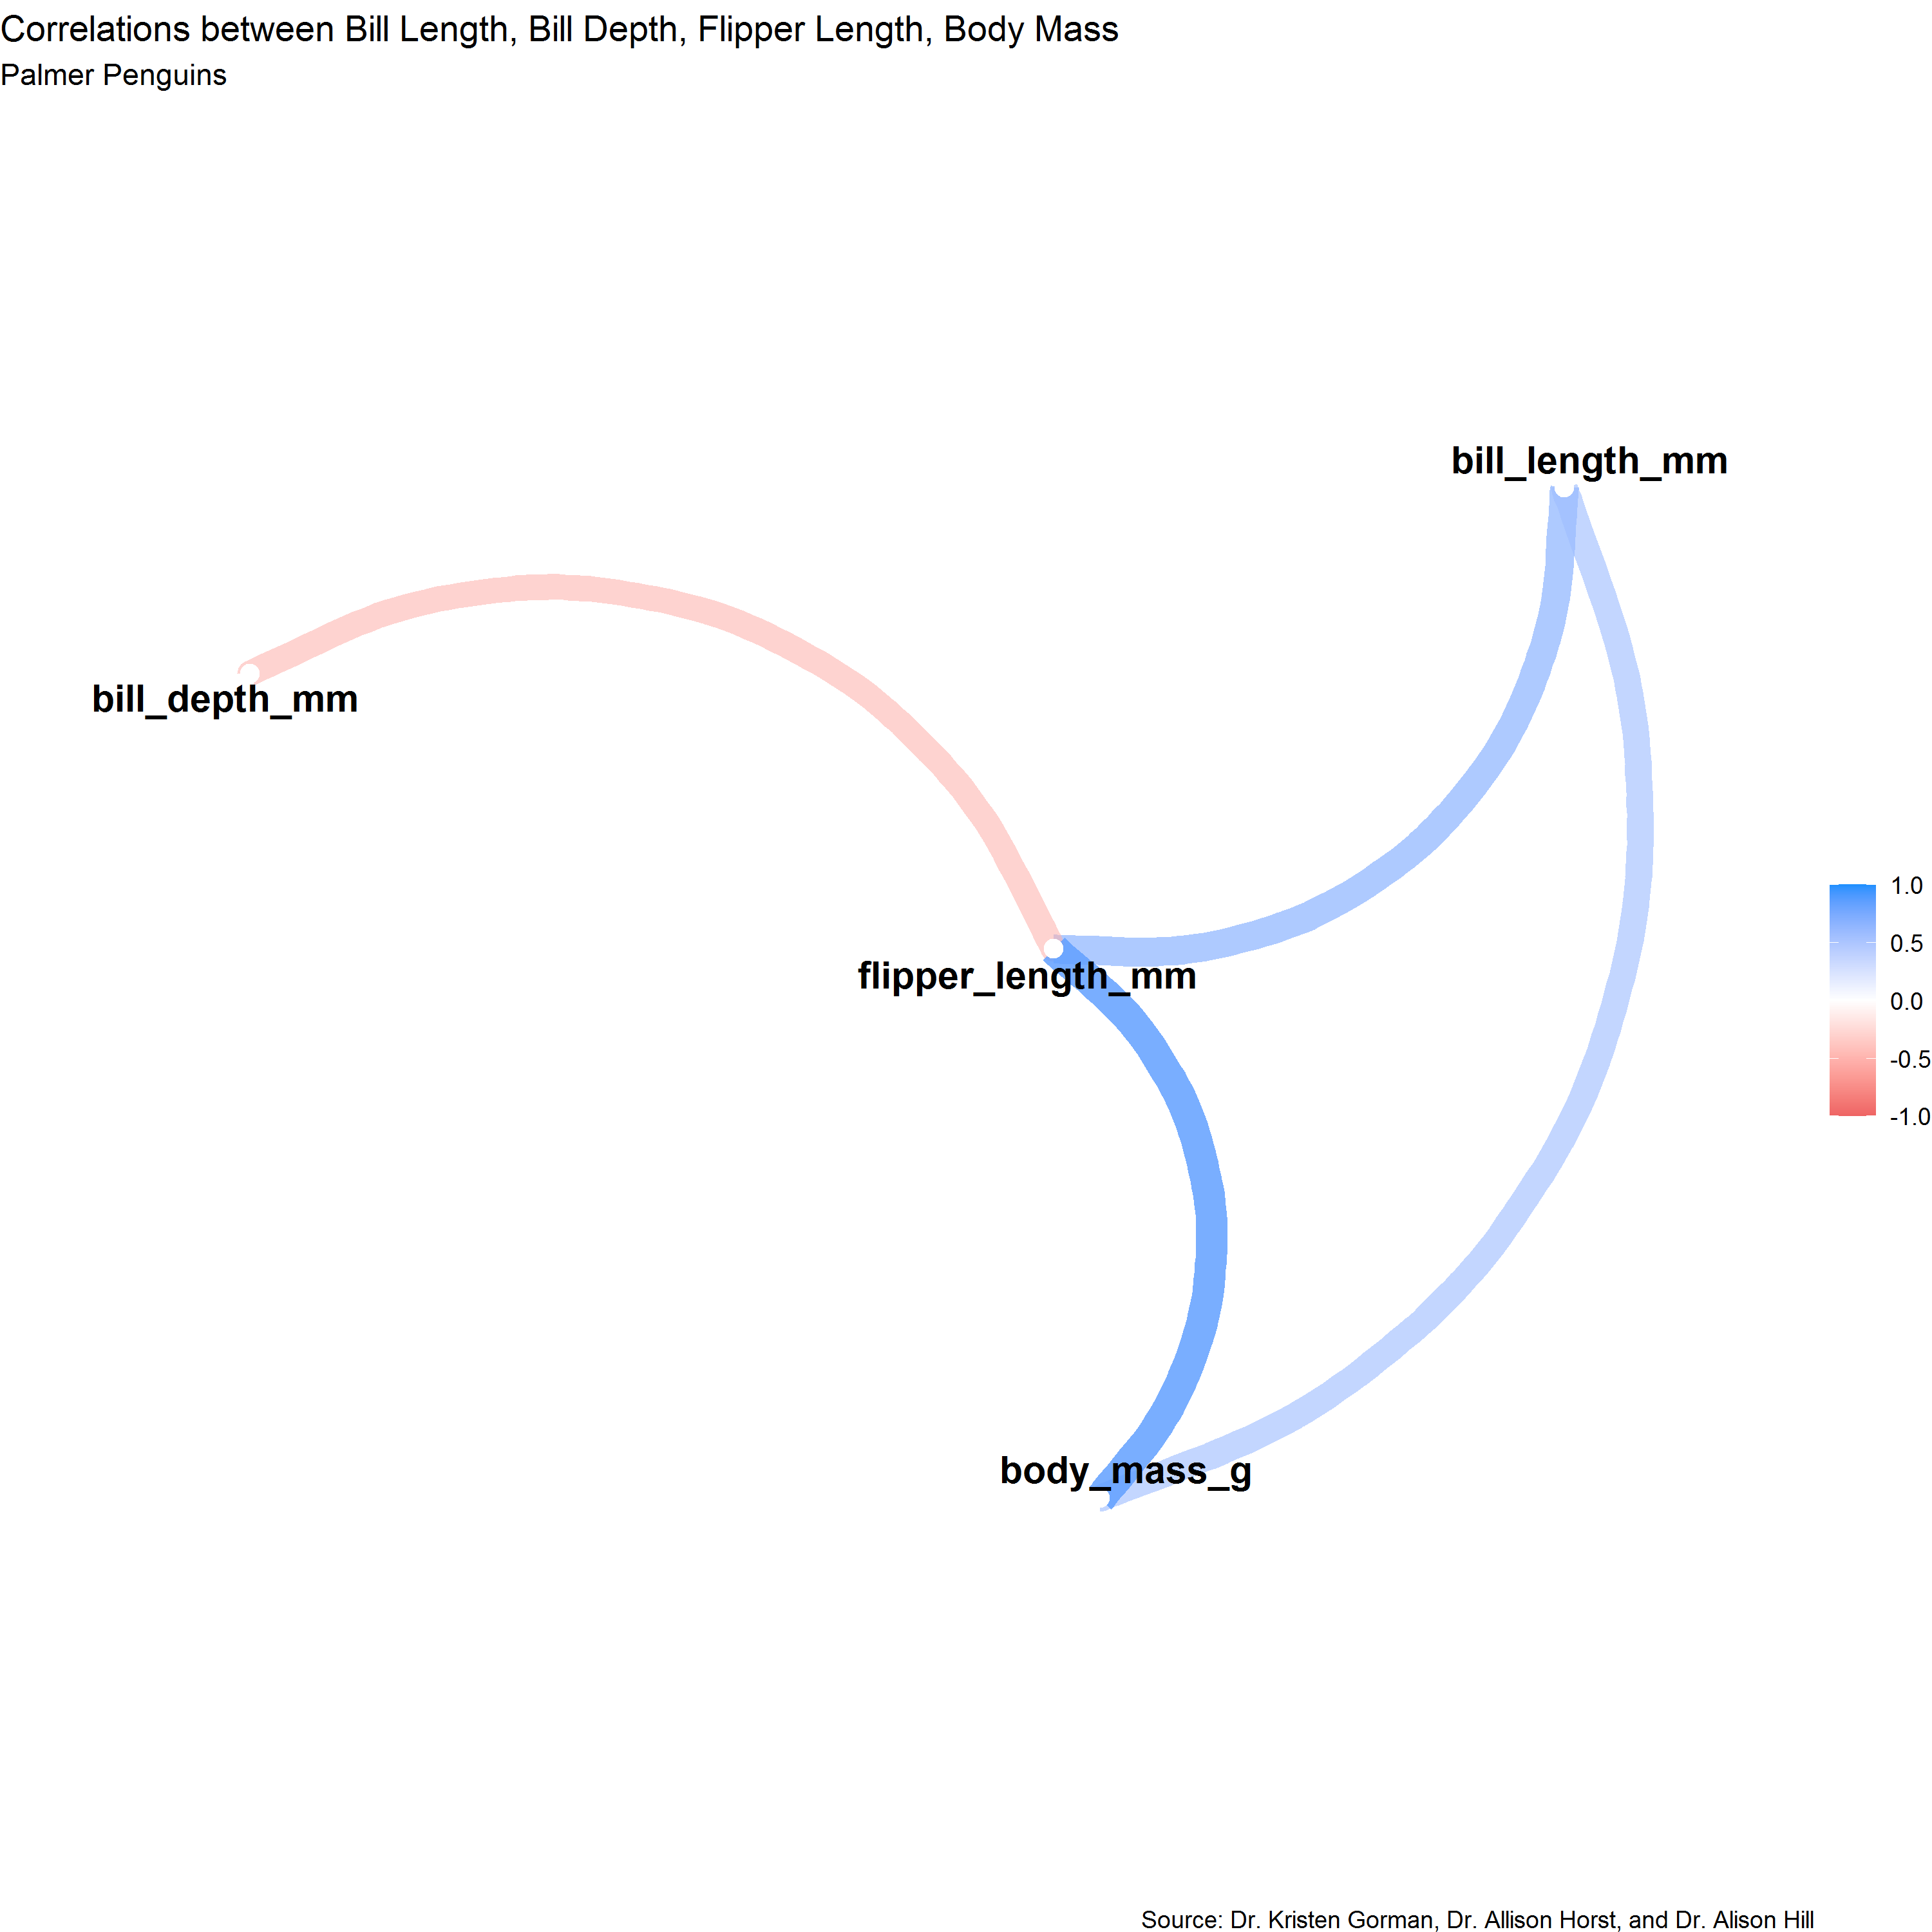 Correlations between Bill Length, Bill Depth, Flipper Length, Body Mass
Palmer Penguins
bill_length_mm
bill_depth_mm
flipper_length_mm
body_mass_g
1.0
0.5
0.0
-0.5
-1.0
Source: Dr. Kristen Gorman, Dr. Allison Horst, and Dr. Alison Hill